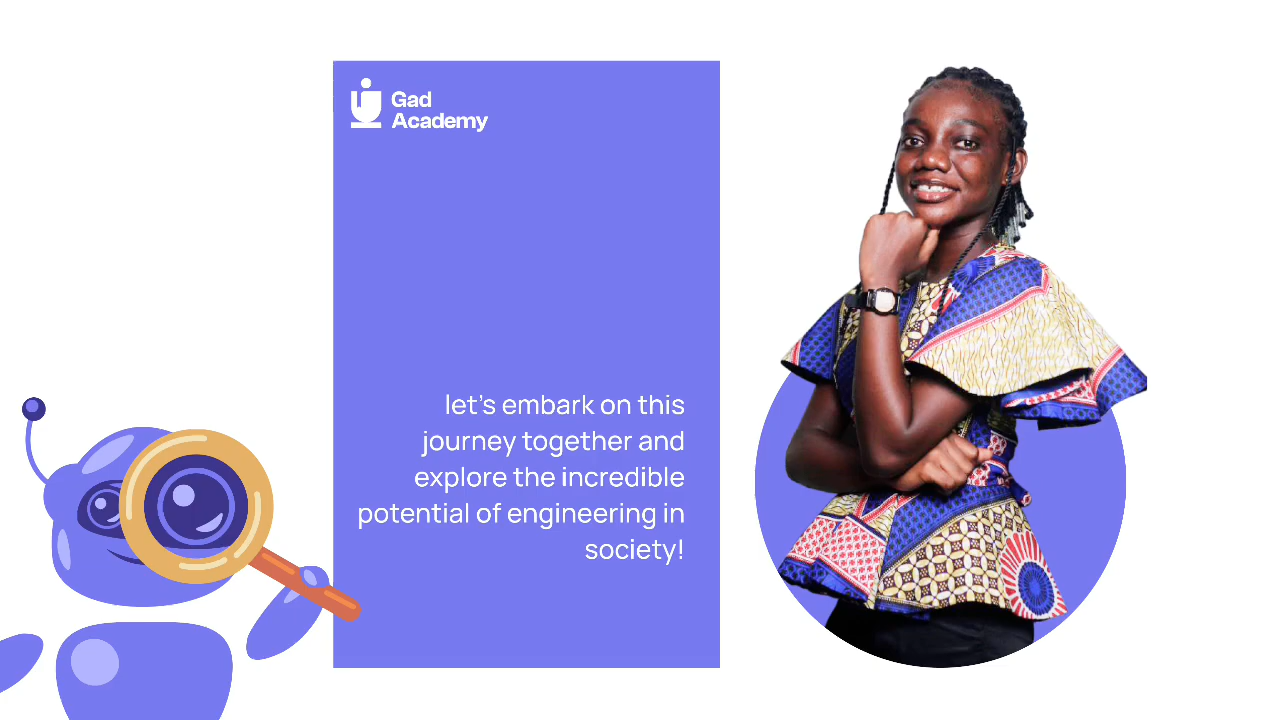 Gad
Academy
let's embark on this
journey together and
explore the incredible
potential of engineering in
society!